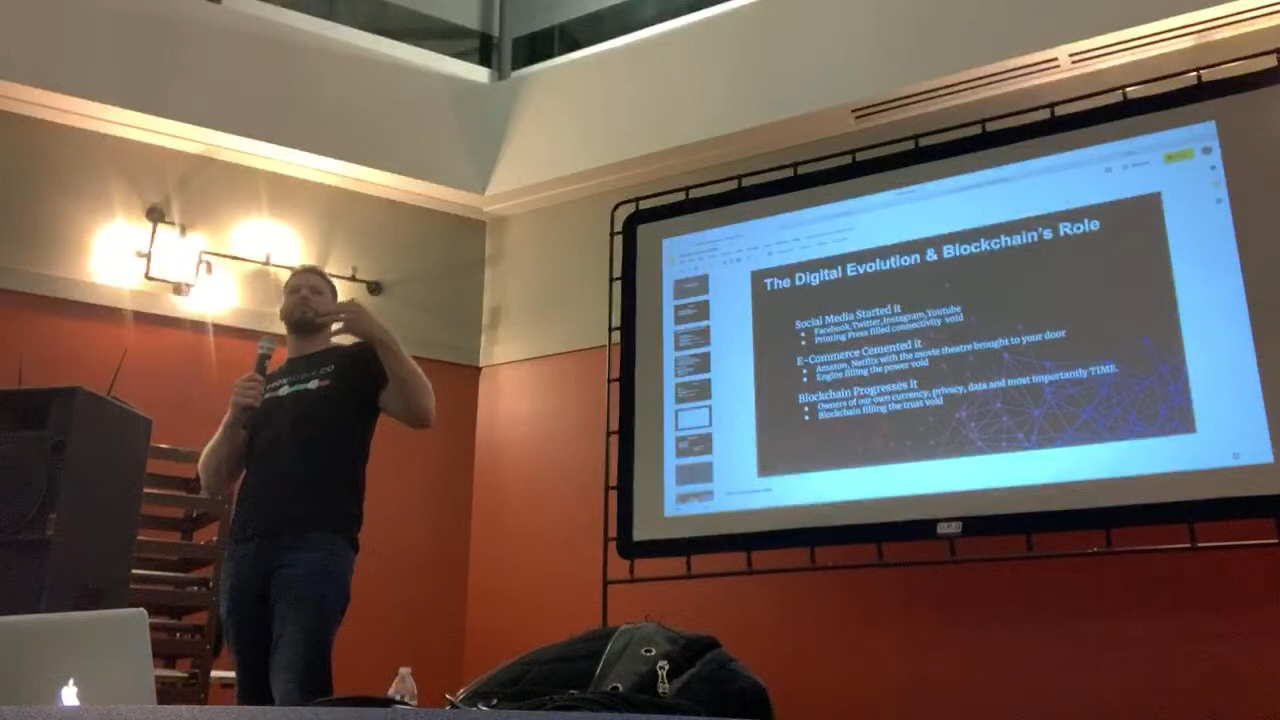 The Digital Evolution & Blockchain's Role
Social Media Started it
Facebook,Twitter,Instagram,Youtube
Printing Press filled connectivity void
E-Commerce Cemented it
Amazon, Netflix with the movie theatre brought to your door
Engine filling the power void
Blockchain Progresses it
Owners of our own currency, privacy, data and most importantly TIME.
Blockchain filling the trust void